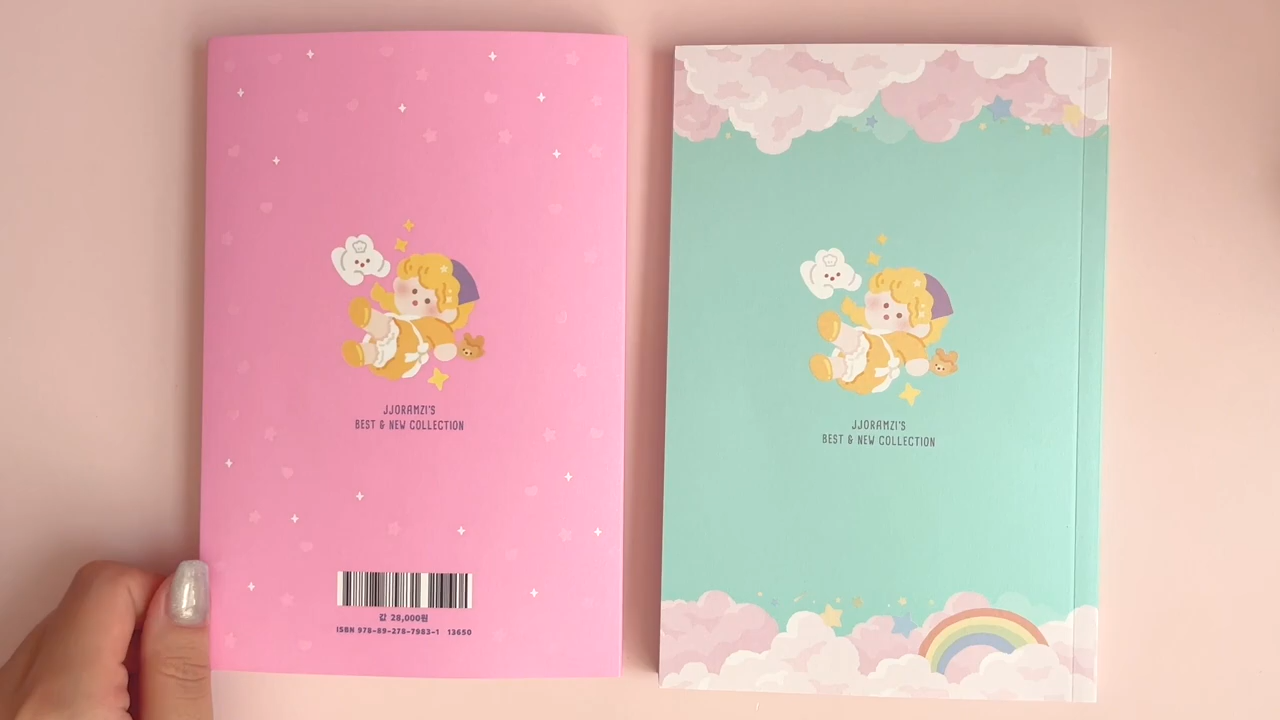 JJORAMZI'S
BEST & NEW COLLECTION
값 28,000원
ISBN 978-89-278-7983-1 13650
JJORAMZI'S
BEST & NEW COLLECTION